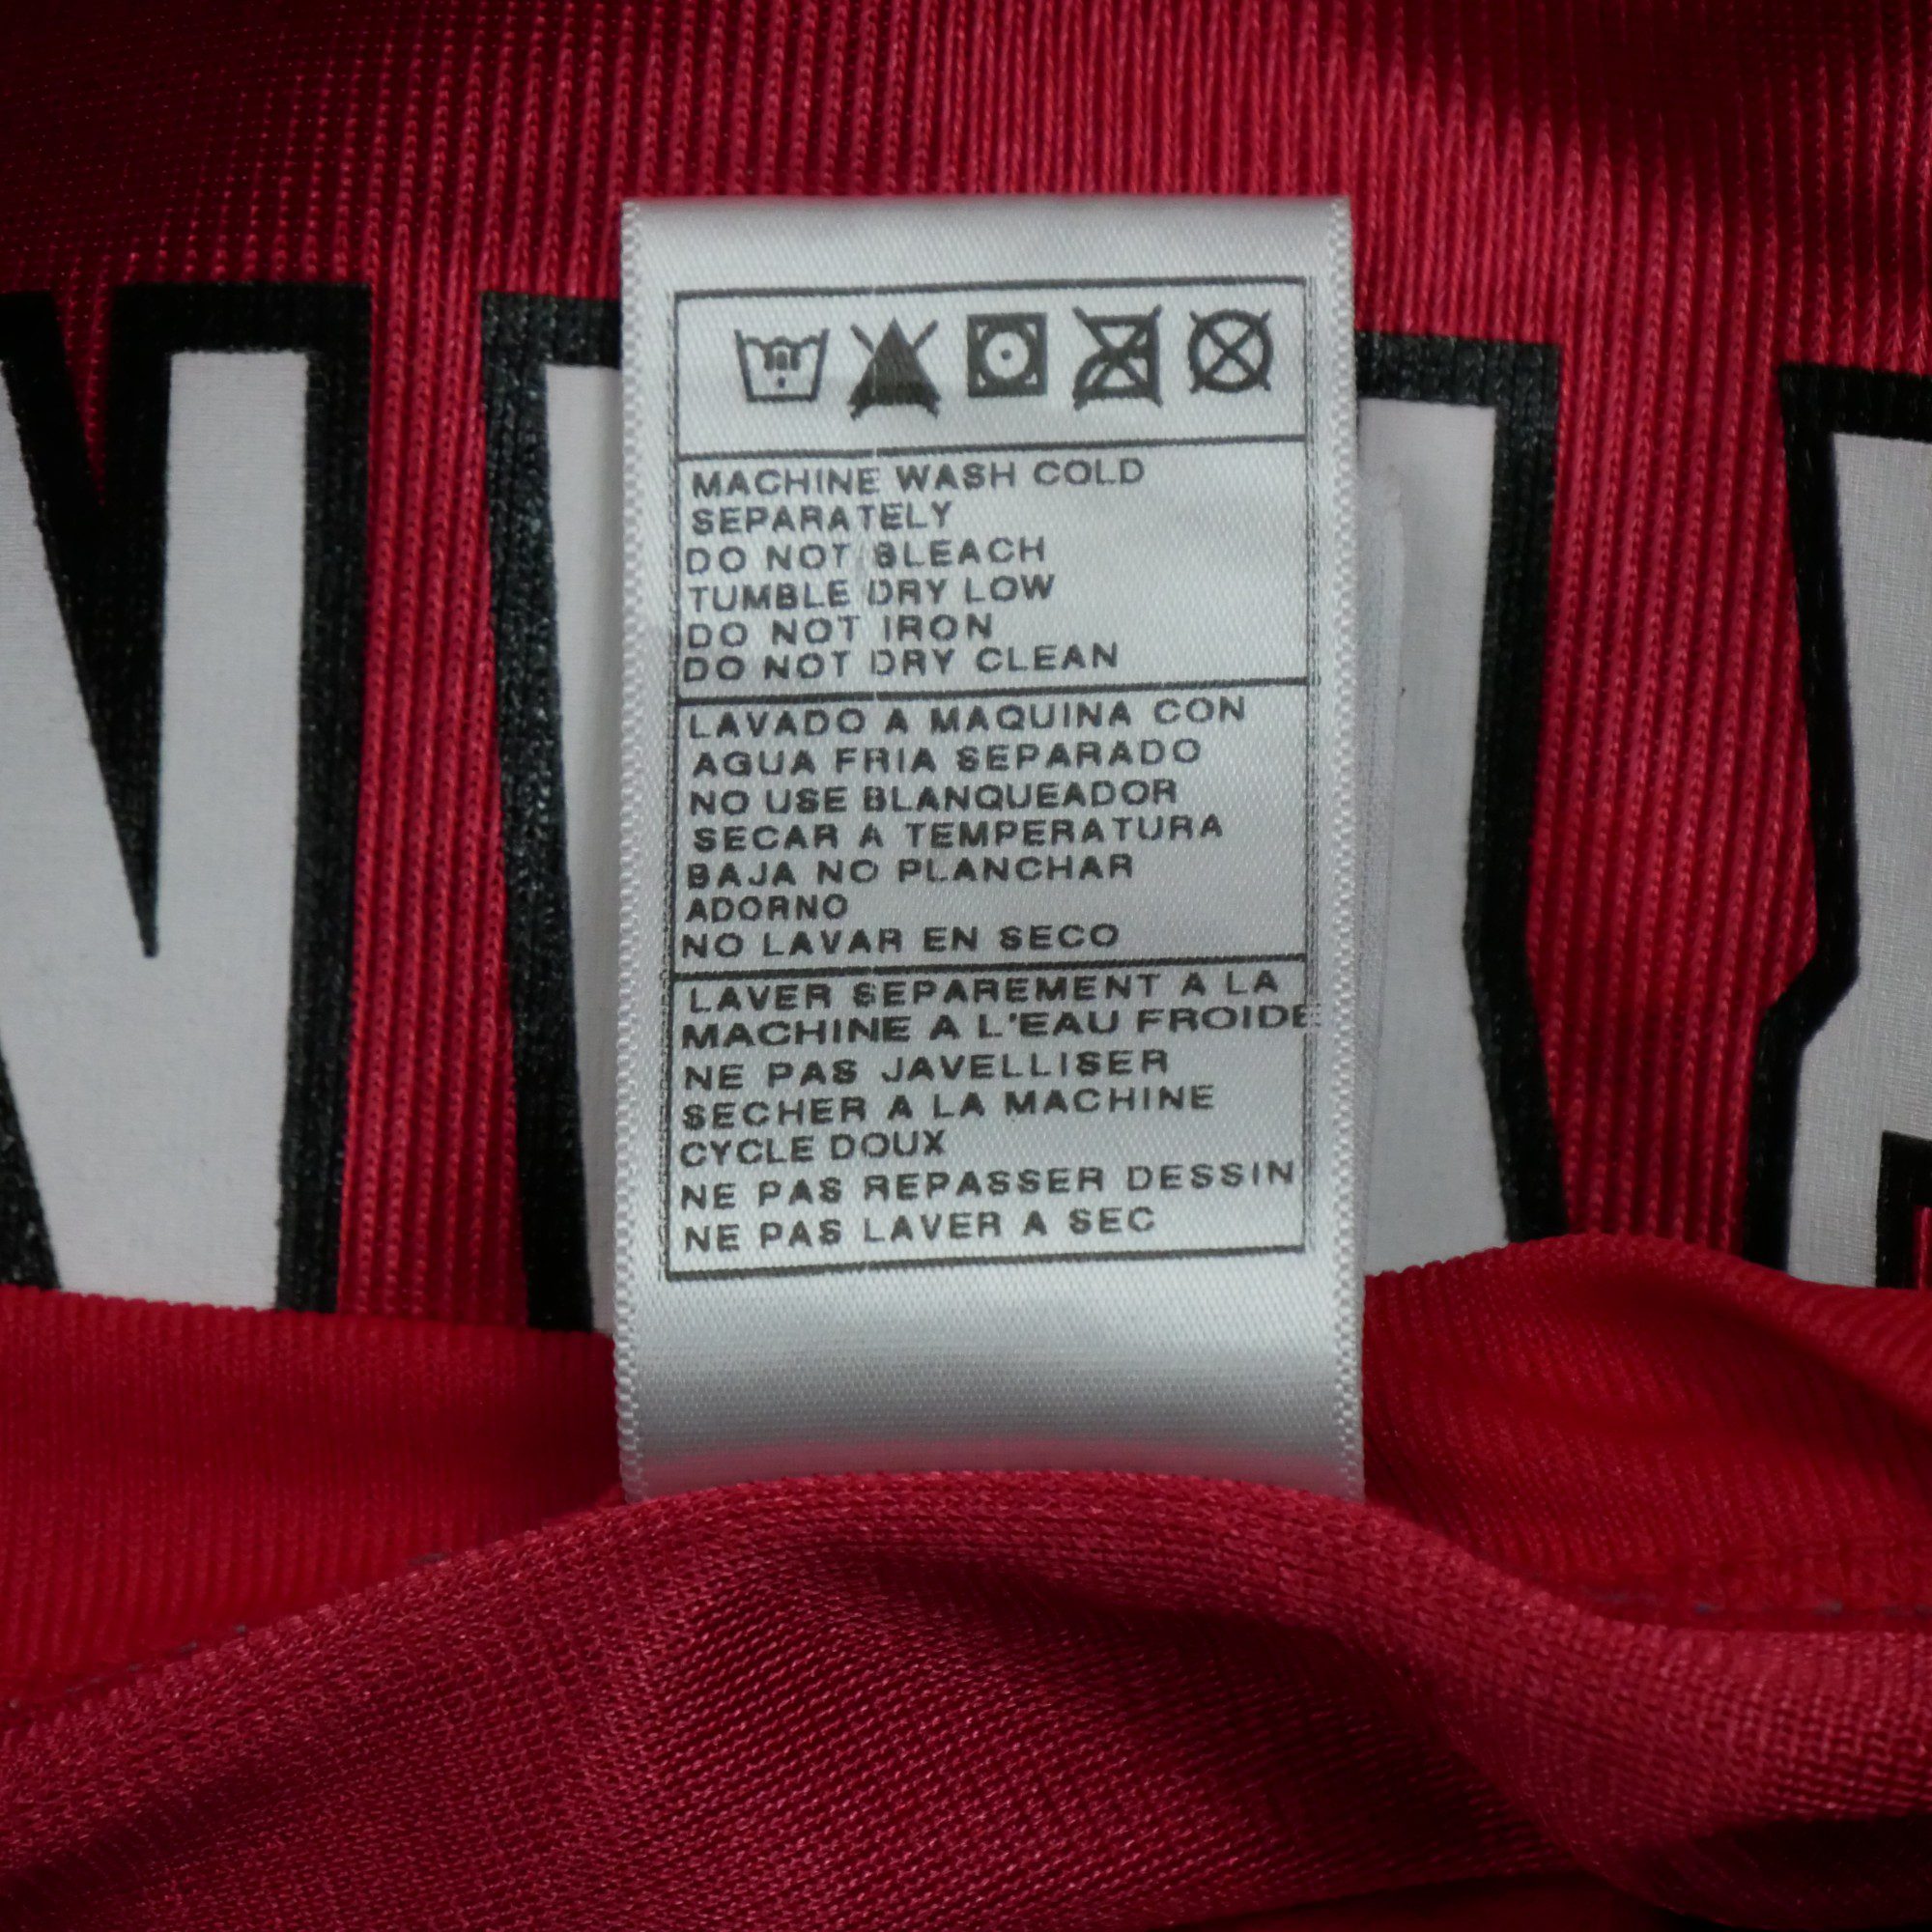 MACHINE WASH COLD
SEPARATELY
DO NOT BLEACH
TUMBLE DRY LOW
DO NOT IRON
DO NOT DRY CLEAN
LAVADO A MAQUINA CON
AGUA FRIA SEPARADO
NO USE BLANQUEADOR
SECAR A TEMPERATURA
BAJA NO PLANCHAR
ADORNO
NO LAVAR EN SECO
LAVER SEPAREMENT A LA
MACHINE A L'EAU FROIDE
NE PAS JAVELLISER
SECHER A LA MACHINE
CYCLE DOUX
NE PAS REPASSER DESSIN
NE PAS LAVER A SEC